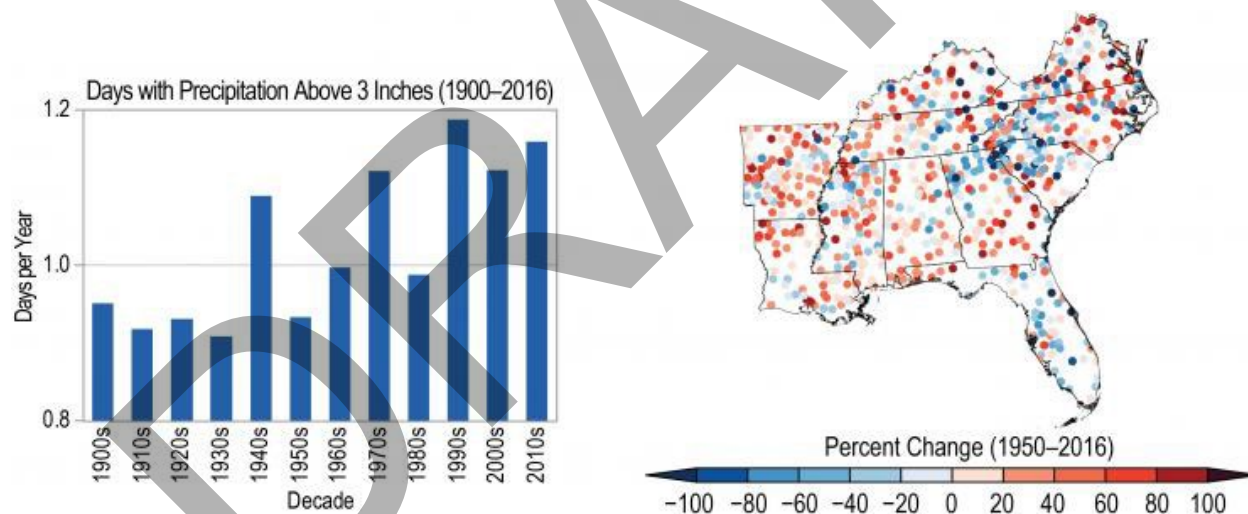 Days with Precipitation Above 3 Inches (1900–2016)
1.2
1.0
0.8
Days per Year
1900s
1910s
1920s
1930s
1940s
1950s
1960s
1970s
1980s
1990s
2000s
2010s
Decade
Percent Change (1950–2016)
−100 −80 −60 −40 −20 0 20 40 60 80 100
DRA